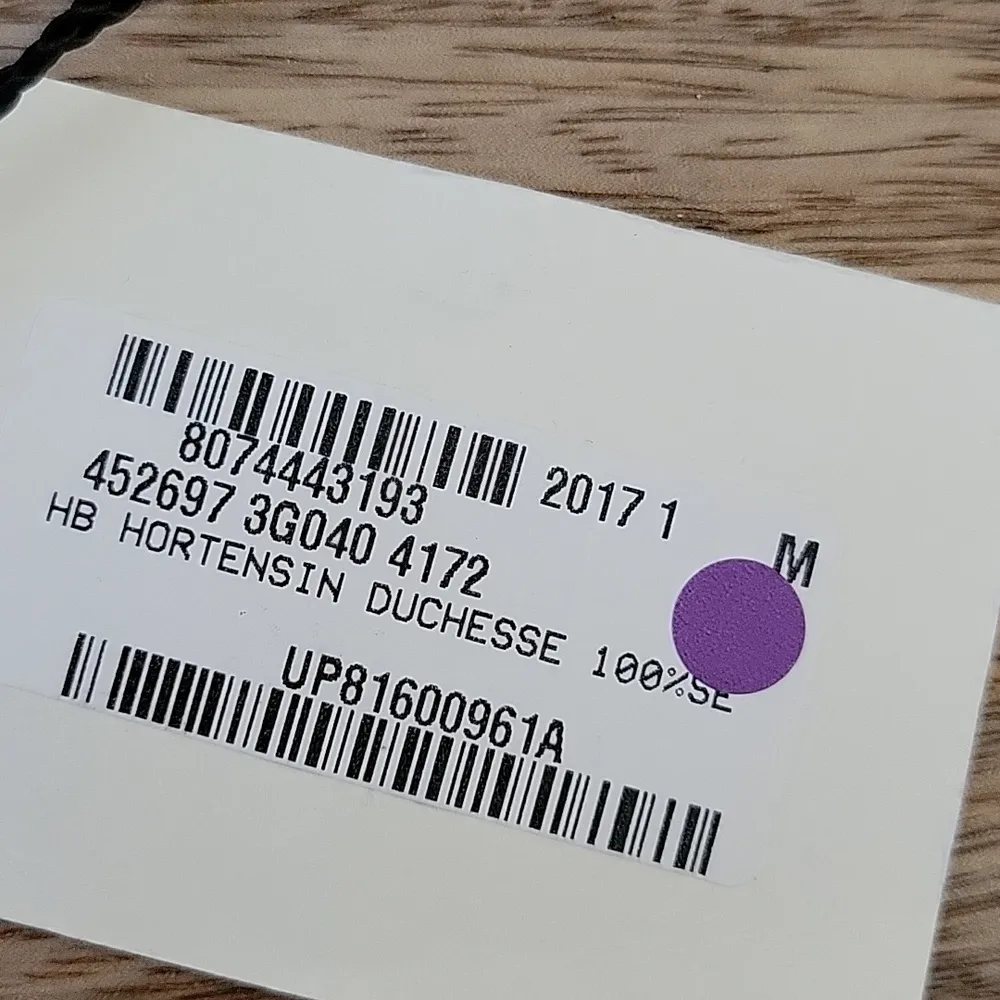 8074443193 2017 1
452697 3G040 4172 M
HB HORTENSIN DUCHESSE 100%SE
UP81600961A